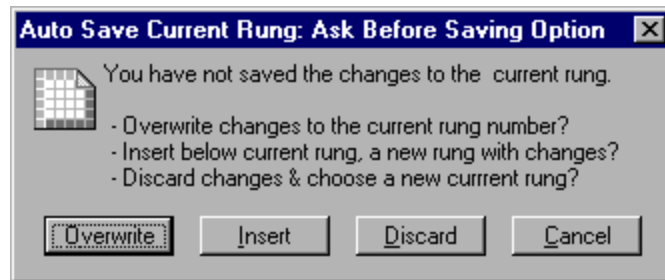 Auto Save Current Rung: Ask Before Saving Option
You have not saved the changes to the current rung.
- Overwrite changes to the current rung number?
- Insert below current rung, a new rung with changes?
- Discard changes & choose a new currrent rung?
Overwrite Insert Discard Cancel